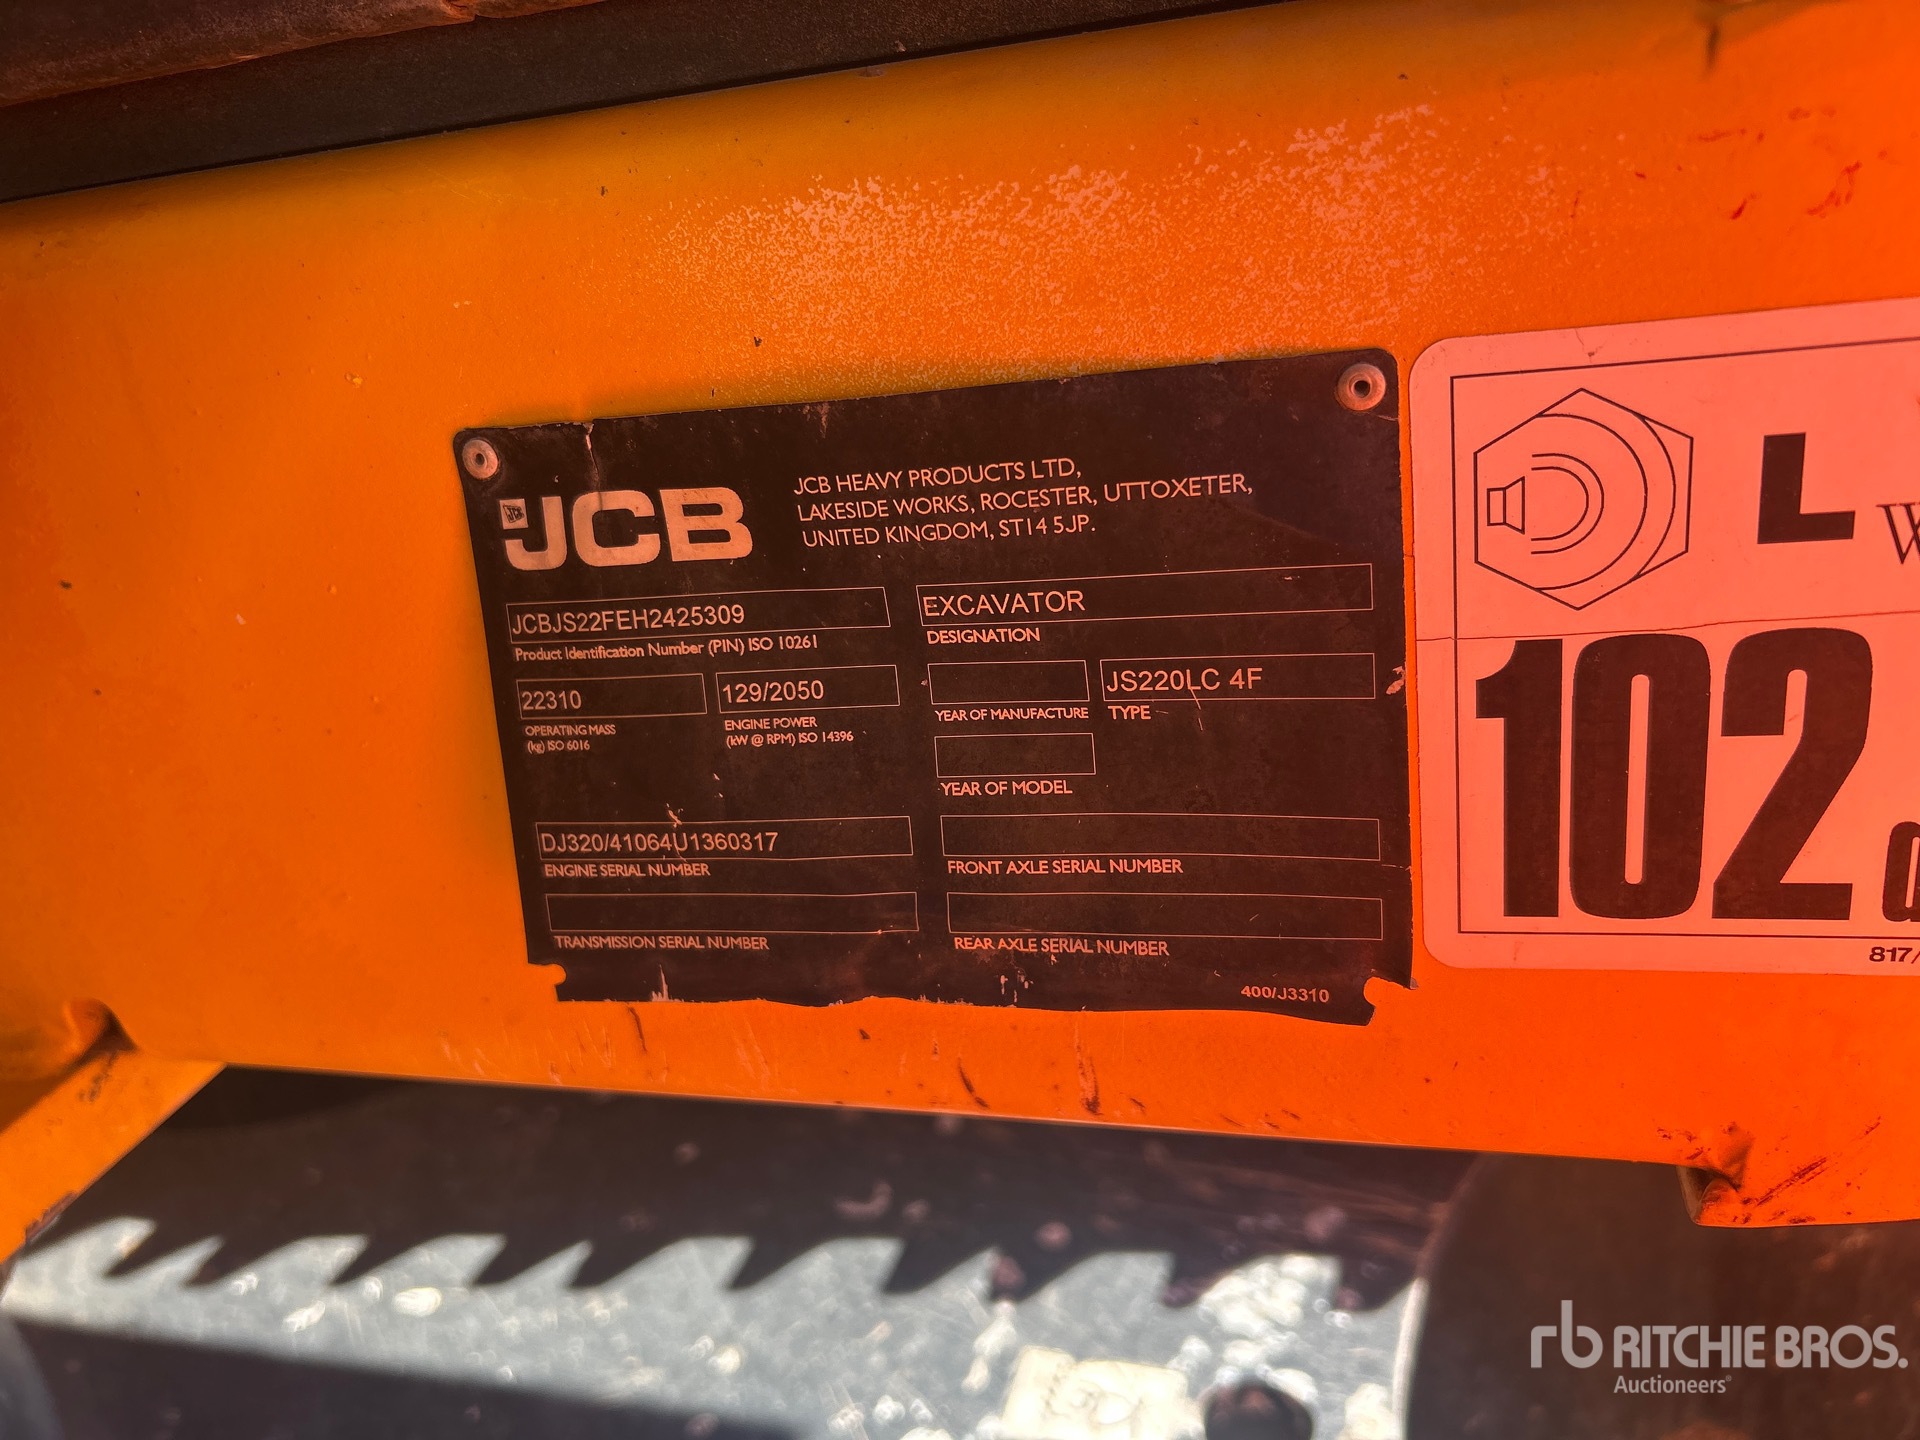 JCB
JCB HEAVY PRODUCTS LTD,
LAKESIDE WORKS, ROCESTER, UTTOXETER,
UNITED KINGDOM, ST14 5JP.
JCBJS22FEH2425309
Product Identification Number (PIN) ISO 10261
EXCAVATOR
DESIGNATION
22310
OPERATING MASS
(kg) ISO 6016
129/2050
ENGINE POWER
(kW @ RPM) ISO 14396
YEAR OF MANUFACTURE
JS220LC 4F
TYPE
YEAR OF MODEL
DJ320/41064U1360317
ENGINE SERIAL NUMBER
FRONT AXLE SERIAL NUMBER
TRANSMISSION SERIAL NUMBER
REAR AXLE SERIAL NUMBER
400/J3310
L
W
102
d
817/
rb RITCHIE BROS.
Auctioneers